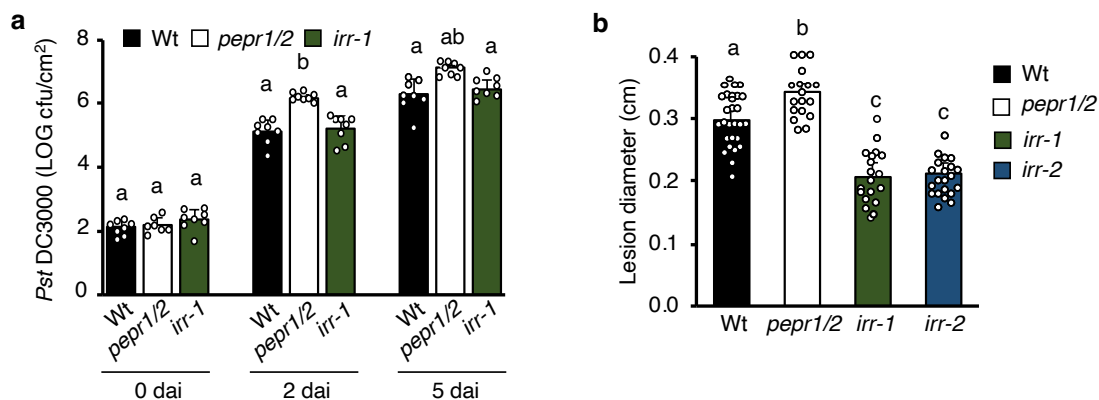 a
Wt pepr1/2 irr-1
Pst DC3000 (LOG cfu/cm²)
8
6
4
2
0
a a a
a b a
a ab a
Wt pepr1/2 irr-1
Wt pepr1/2 irr-1
Wt pepr1/2 irr-1
0 dai 2 dai 5 dai
b
Lesion diameter (cm)
0.4
0.3
0.2
0.1
0.0
a b c c
Wt pepr1/2 irr-1 irr-2
Wt
pepr1/2
irr-1
irr-2